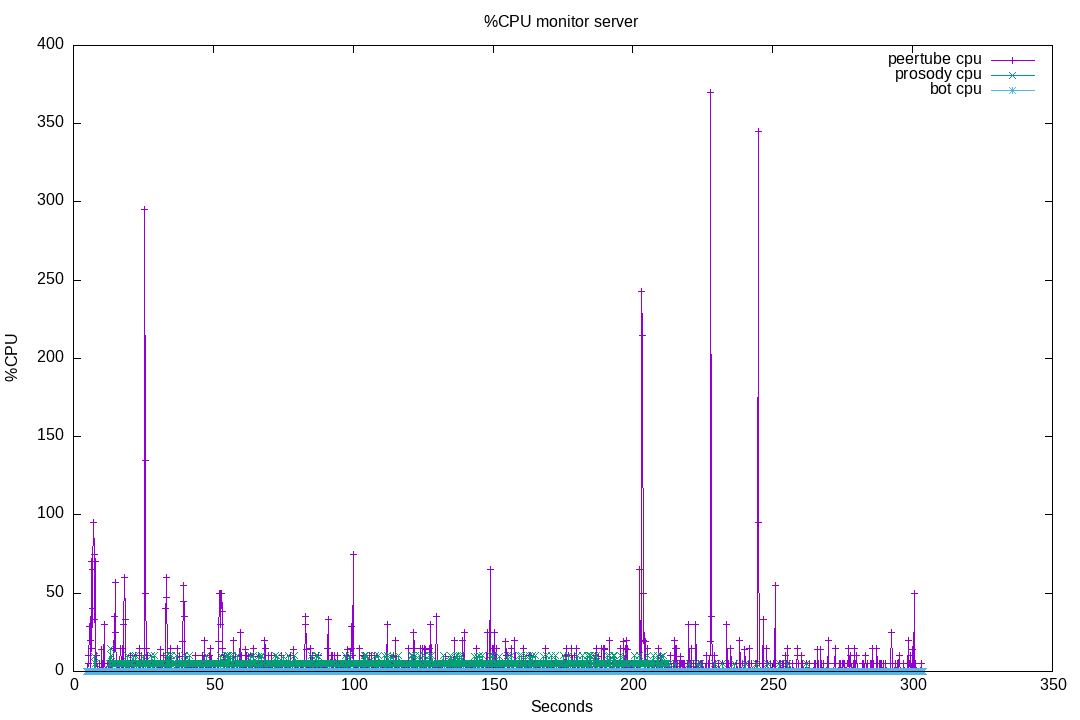 %CPU monitor server
400
350
300
250
200
150
100
50
0
%CPU
peertube cpu
prosody cpu
bot cpu
0 50 100 150 200 250 300 350
Seconds